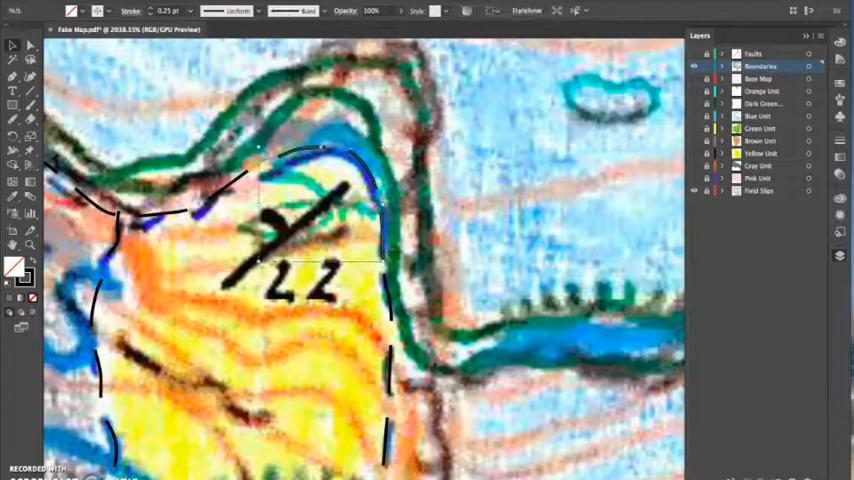 Path
Stroke: 0.25 pt Uniform Basic Opacity: 100% Style: Transform
Fake Map.pdf* @ 2038.55% (RGB/GPU Preview)
Layers
Faults
Boundaries
Base Map
Orange Unit
Dark Green...
Blue Unit
Green Unit
Brown Unit
Yellow Unit
Gray Unit
Pink Unit
Field Slips
22
RECORDED WITH